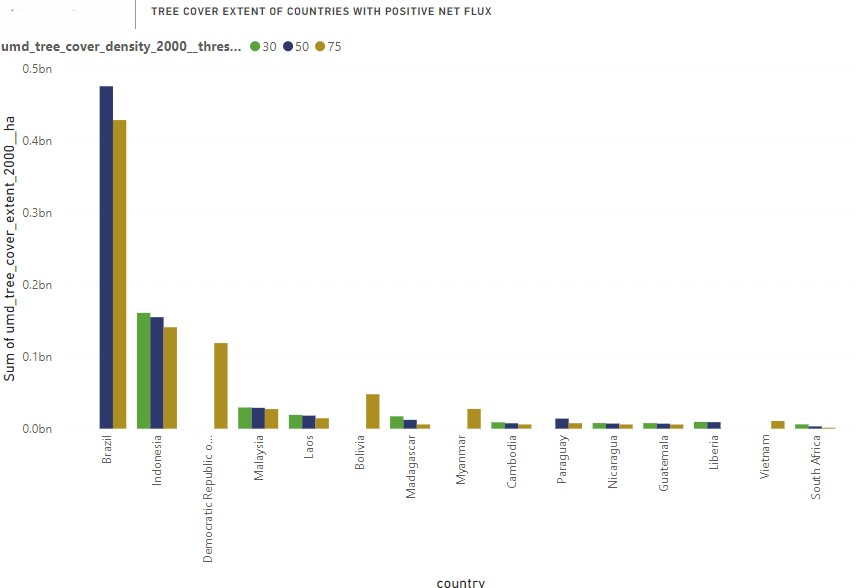 TREE COVER EXTENT OF COUNTRIES WITH POSITIVE NET FLUX
umd_tree_cover_density_2000__thres... 30 50 75
Sum of umd_tree_cover_extent_2000__ha
0.5bn
0.4bn
0.3bn
0.2bn
0.1bn
0.0bn
Brazil
Indonesia
Democratic Republic o...
Malaysia
Laos
Bolivia
Madagascar
Myanmar
Cambodia
Paraguay
Nicaragua
Guatemala
Liberia
Vietnam
South Africa
country